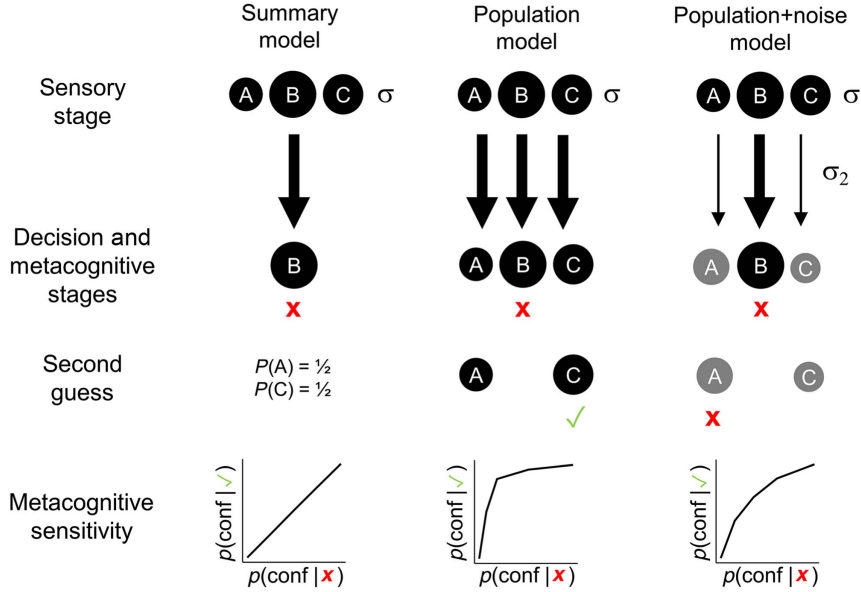 Summary
model
Population
model
Population+noise
model
Sensory
stage
A B C σ
A B C σ
A B C σ
σ2
Decision and
metacognitive
stages
B
x
A B C
x
A B C
x
Second
guess
P(A) = ½
P(C) = ½
A C
✓
A C
x
Metacognitive
sensitivity
p(conf | ✓)
p(conf | x)
p(conf | ✓)
p(conf | x)
p(conf | ✓)
p(conf | x)